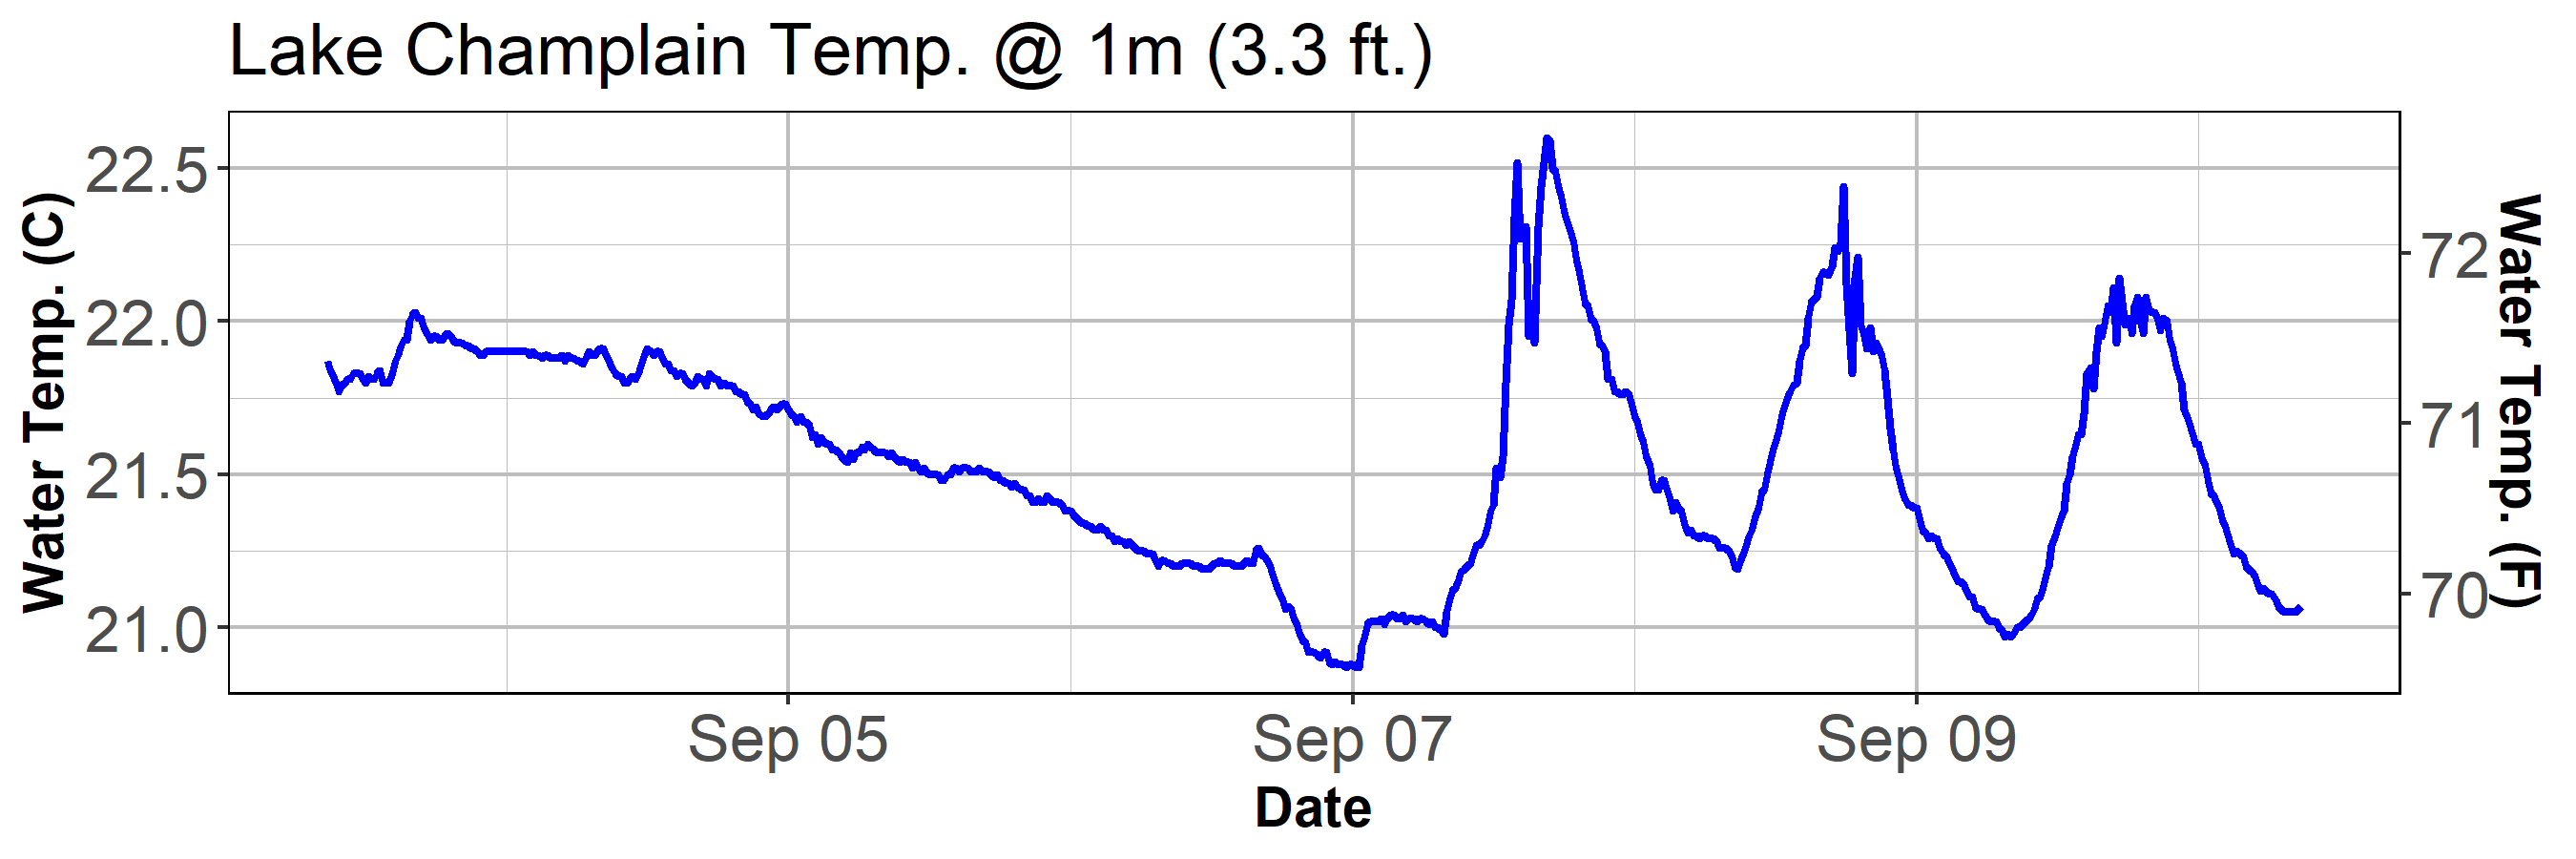 Lake Champlain Temp. @ 1m (3.3 ft.)
Water Temp. (C)
22.5
22.0
21.5
21.0
72
71
70
Water Temp. (F)
Sep 05
Sep 07
Sep 09
Date